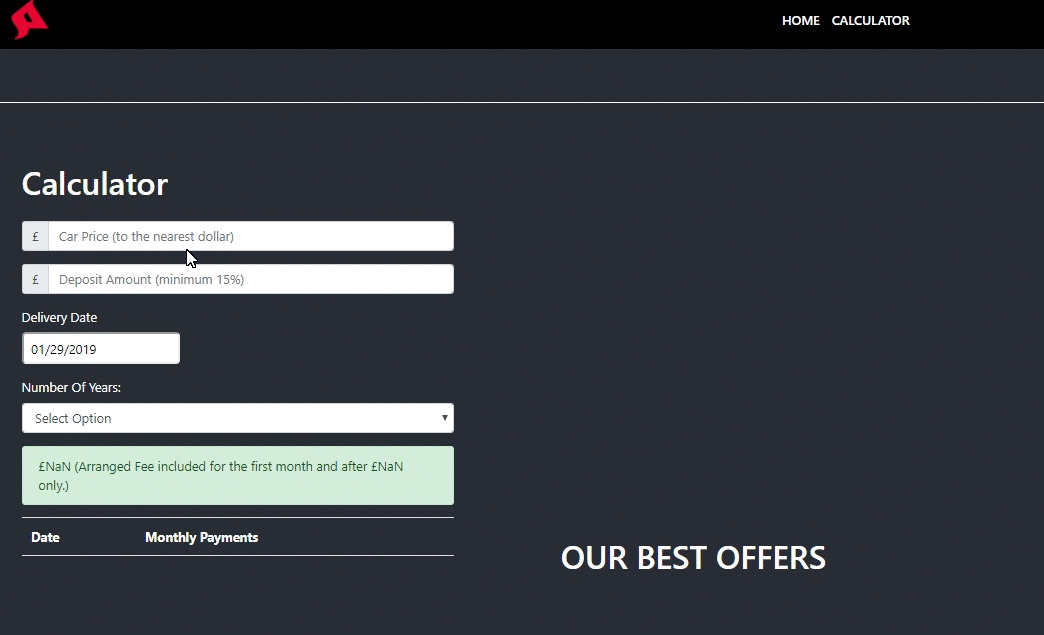 HOME CALCULATOR
Calculator
£ Car Price (to the nearest dollar)
£ Deposit Amount (minimum 15%)
Delivery Date
01/29/2019
Number Of Years:
Select Option
£NaN (Arranged Fee included for the first month and after £NaN
only.)
Date Monthly Payments
OUR BEST OFFERS